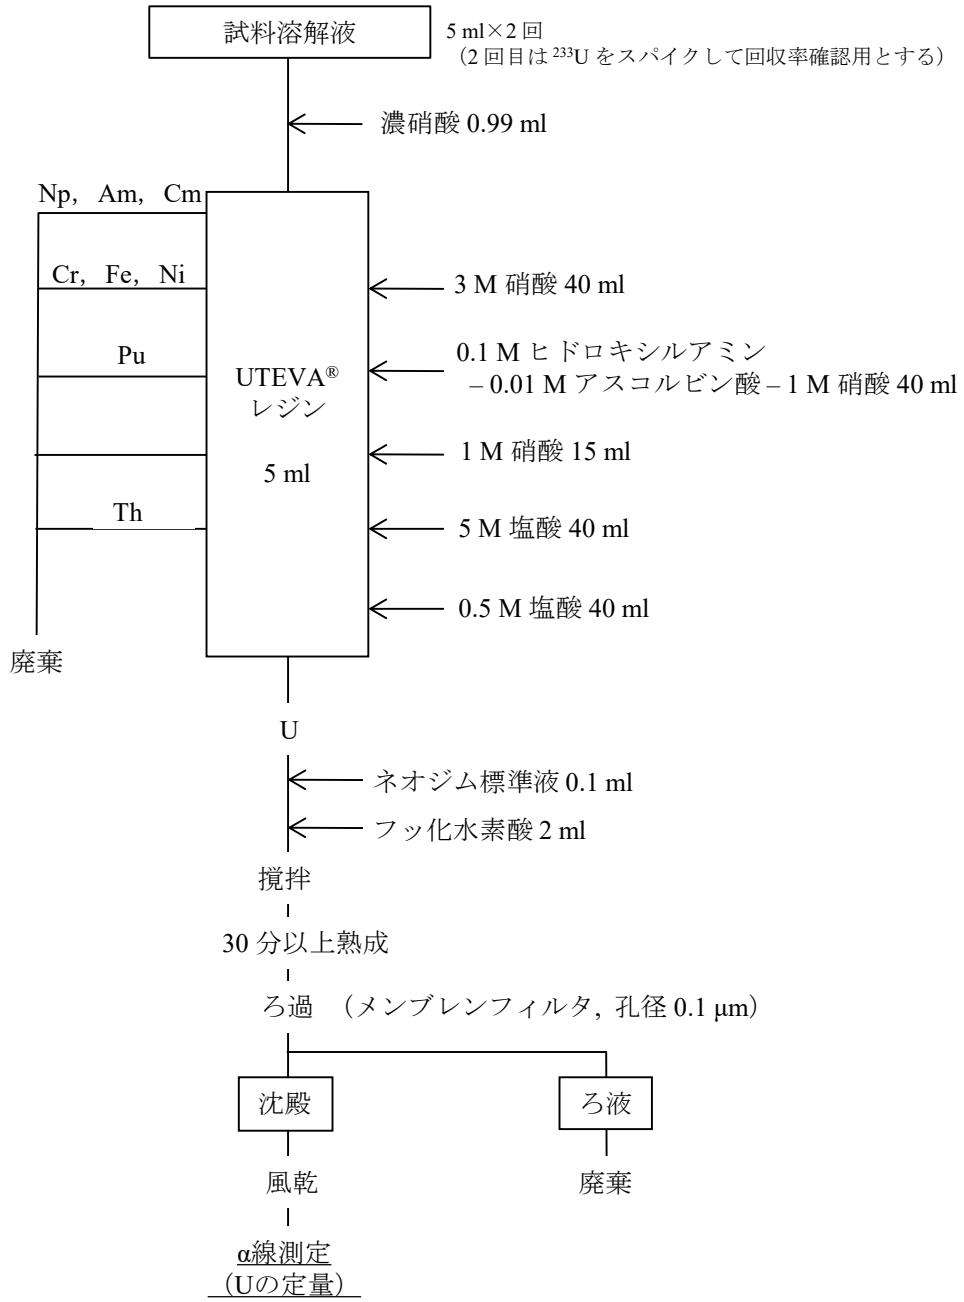 試料溶解液
5 ml×2 回
（2 回目は ²³³U をスパイクして回収率確認用とする）
濃硝酸 0.99 ml
Np, Am, Cm
Cr, Fe, Ni
3 M 硝酸 40 ml
Pu
0.1 M ヒドロキシルアミン
– 0.01 M アスコルビン酸 – 1 M 硝酸 40 ml
UTEVA®
レジン
5 ml
1 M 硝酸 15 ml
Th
5 M 塩酸 40 ml
0.5 M 塩酸 40 ml
廃棄
U
ネオジム標準液 0.1 ml
フッ化水素酸 2 ml
撹拌
30 分以上熟成
ろ過 （メンブレンフィルタ, 孔径 0.1 μm）
沈殿
ろ液
風乾
廃棄
α線測定
（Uの定量）